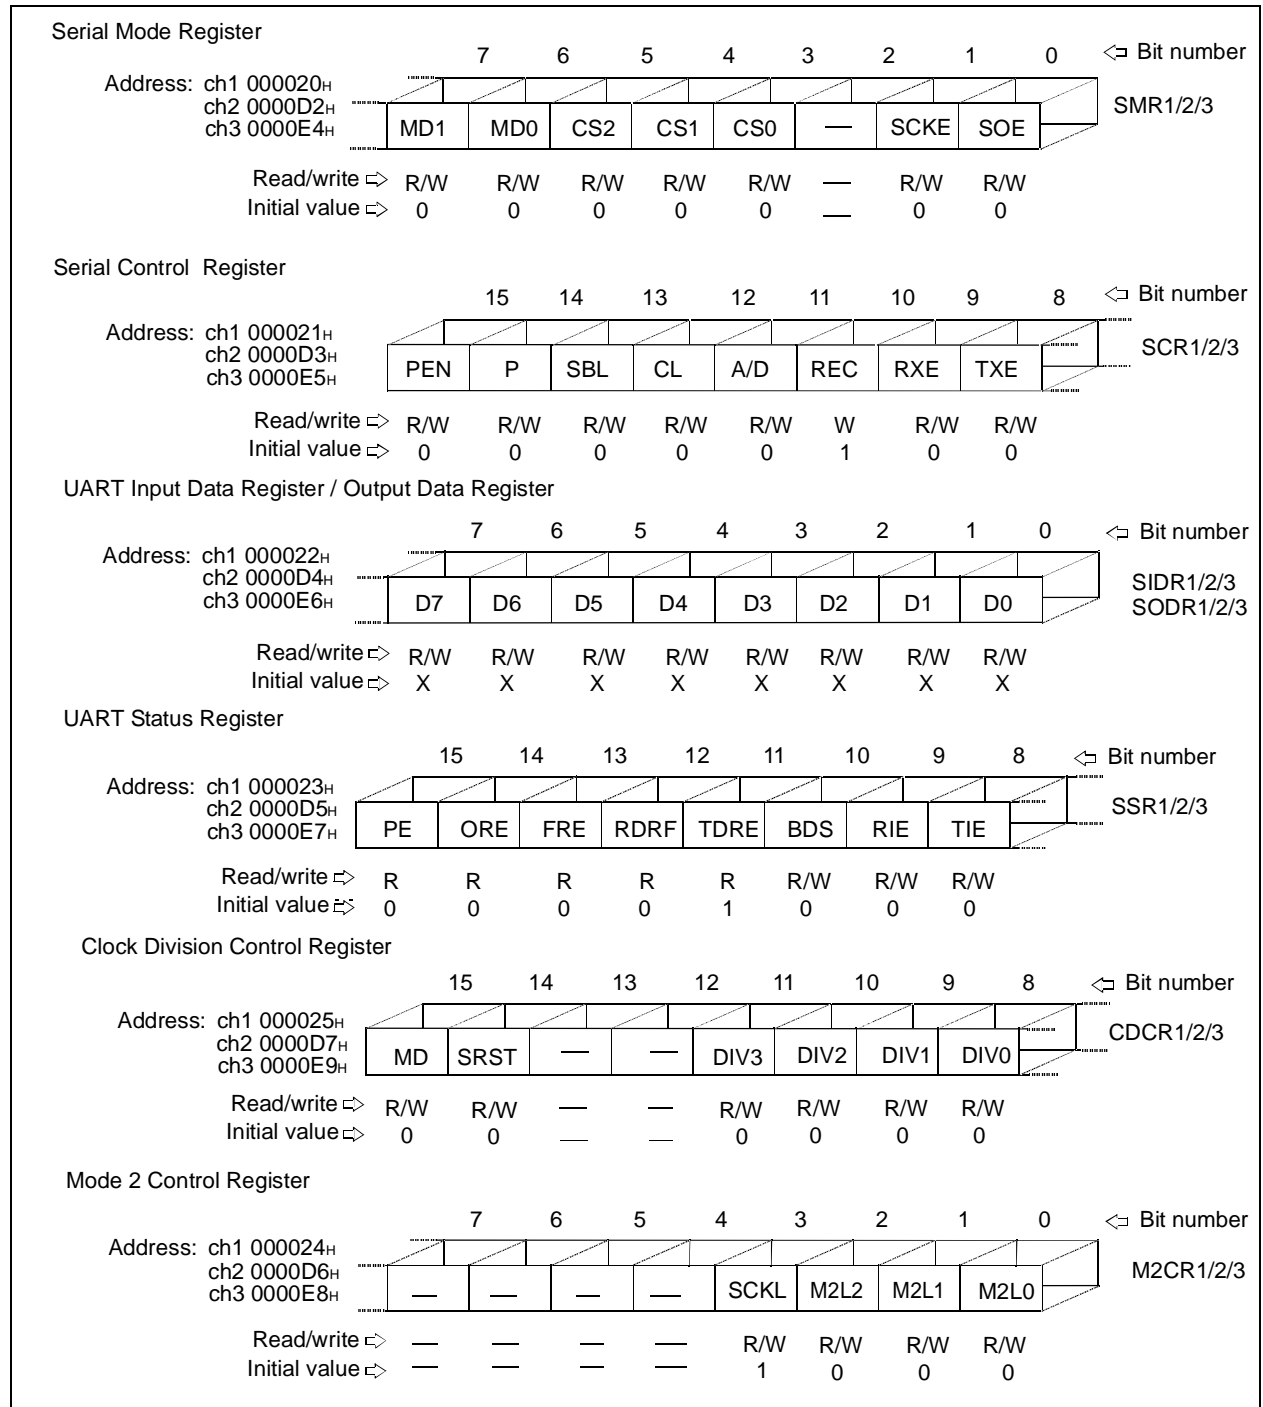 Serial Mode Register
7 6 5 4 3 2 1 0 ⇦ Bit number
Address: ch1 000020H
ch2 0000D2H
ch3 0000E4H
MD1 MD0 CS2 CS1 CS0 — SCKE SOE
SMR1/2/3
Read/write ⇨ R/W R/W R/W R/W R/W — R/W R/W
Initial value ⇨ 0 0 0 0 0 — 0 0
Serial Control Register
15 14 13 12 11 10 9 8 ⇦ Bit number
Address: ch1 000021H
ch2 0000D3H
ch3 0000E5H
PEN P SBL CL A/D REC RXE TXE
SCR1/2/3
Read/write ⇨ R/W R/W R/W R/W R/W W R/W R/W
Initial value ⇨ 0 0 0 0 0 1 0 0
UART Input Data Register / Output Data Register
7 6 5 4 3 2 1 0 ⇦ Bit number
Address: ch1 000022H
ch2 0000D4H
ch3 0000E6H
D7 D6 D5 D4 D3 D2 D1 D0
SIDR1/2/3
SODR1/2/3
Read/write ⇨ R/W R/W R/W R/W R/W R/W R/W R/W
Initial value ⇨ X X X X X X X X
UART Status Register
15 14 13 12 11 10 9 8 ⇦ Bit number
Address: ch1 000023H
ch2 0000D5H
ch3 0000E7H
PE ORE FRE RDRF TDRE BDS RIE TIE
SSR1/2/3
Read/write ⇨ R R R R R R/W R/W R/W
Initial value ⇨ 0 0 0 0 1 0 0 0
Clock Division Control Register
15 14 13 12 11 10 9 8 ⇦ Bit number
Address: ch1 000025H
ch2 0000D7H
ch3 0000E9H
MD SRST — — DIV3 DIV2 DIV1 DIV0
CDCR1/2/3
Read/write ⇨ R/W R/W — — R/W R/W R/W R/W
Initial value ⇨ 0 0 — — 0 0 0 0
Mode 2 Control Register
7 6 5 4 3 2 1 0 ⇦ Bit number
Address: ch1 000024H
ch2 0000D6H
ch3 0000E8H
— — — — SCKL M2L2 M2L1 M2L0
M2CR1/2/3
Read/write ⇨ — — — — R/W R/W R/W R/W
Initial value ⇨ — — — — 1 0 0 0